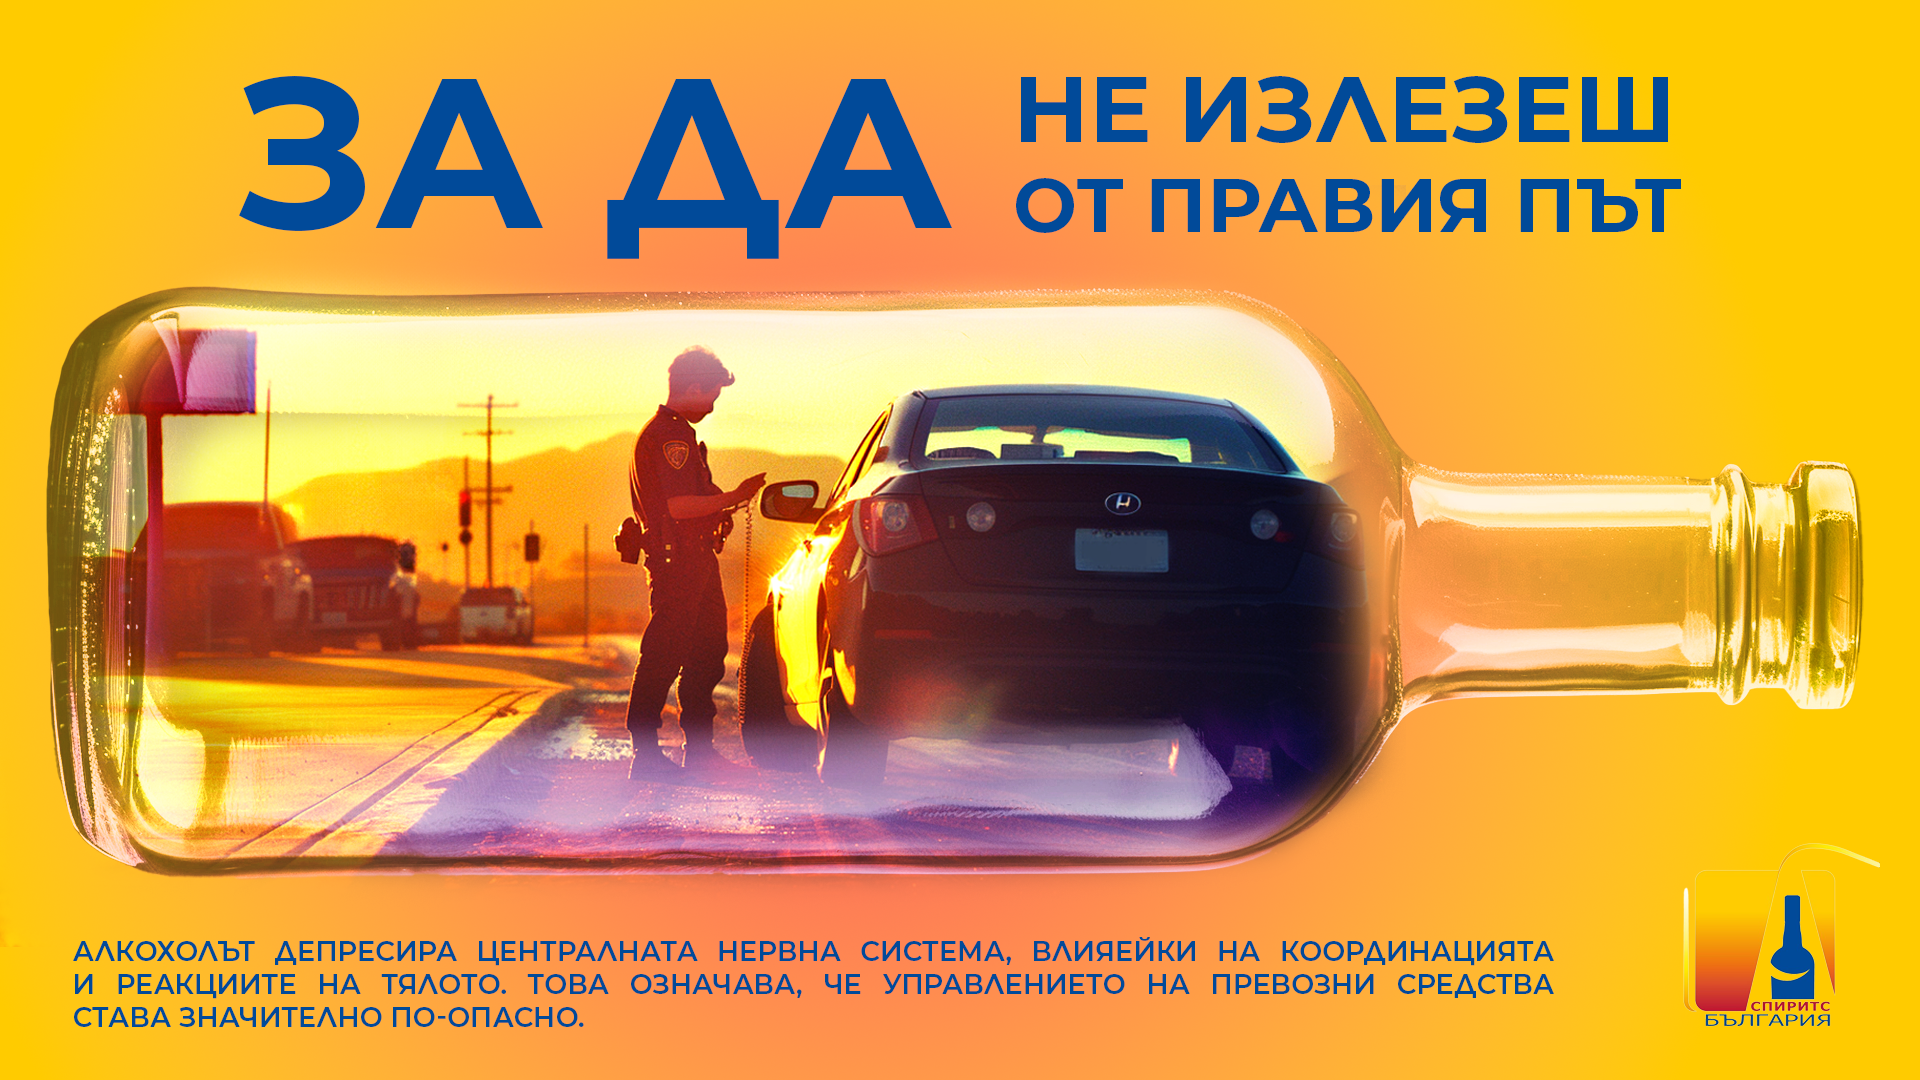 ЗА ДА
НЕ ИЗЛЕЗЕШ
ОТ ПРАВИЯ ПЪТ
АЛКОХОЛЪТ ДЕПРЕСИРА ЦЕНТРАЛНАТА НЕРВНА СИСТЕМА, ВЛИЯЕЙКИ НА КООРДИНАЦИЯТА
И РЕАКЦИИТЕ НА ТЯЛОТО. ТОВА ОЗНАЧАВА, ЧЕ УПРАВЛЕНИЕТО НА ПРЕВОЗНИ СРЕДСТВА
СТАВА ЗНАЧИТЕЛНО ПО-ОПАСНО.
СПИРИТС
БЪЛГАРИЯ